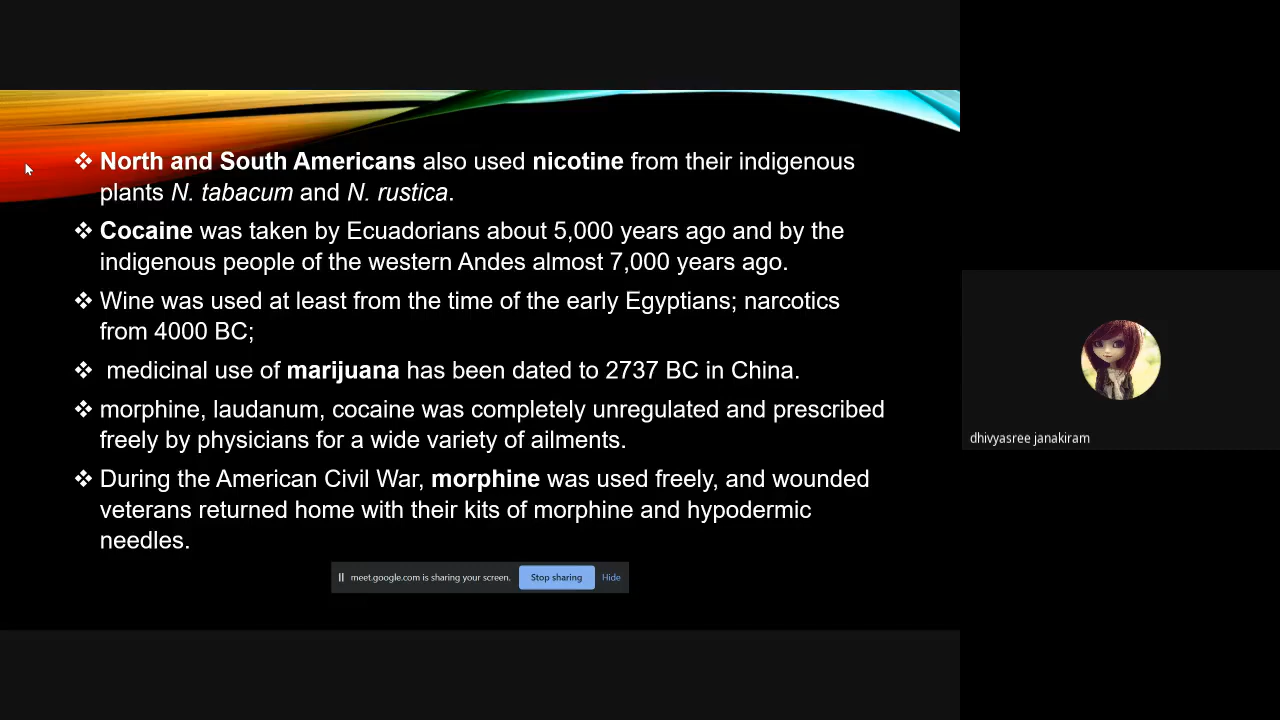 ❖ North and South Americans also used nicotine from their indigenous
plants N. tabacum and N. rustica.
❖ Cocaine was taken by Ecuadorians about 5,000 years ago and by the
indigenous people of the western Andes almost 7,000 years ago.
❖ Wine was used at least from the time of the early Egyptians; narcotics
from 4000 BC;
❖ medicinal use of marijuana has been dated to 2737 BC in China.
❖ morphine, laudanum, cocaine was completely unregulated and prescribed
freely by physicians for a wide variety of ailments.
❖ During the American Civil War, morphine was used freely, and wounded
veterans returned home with their kits of morphine and hypodermic
needles.
meet.google.com is sharing your screen. Stop sharing Hide
dhivyasree janakiram